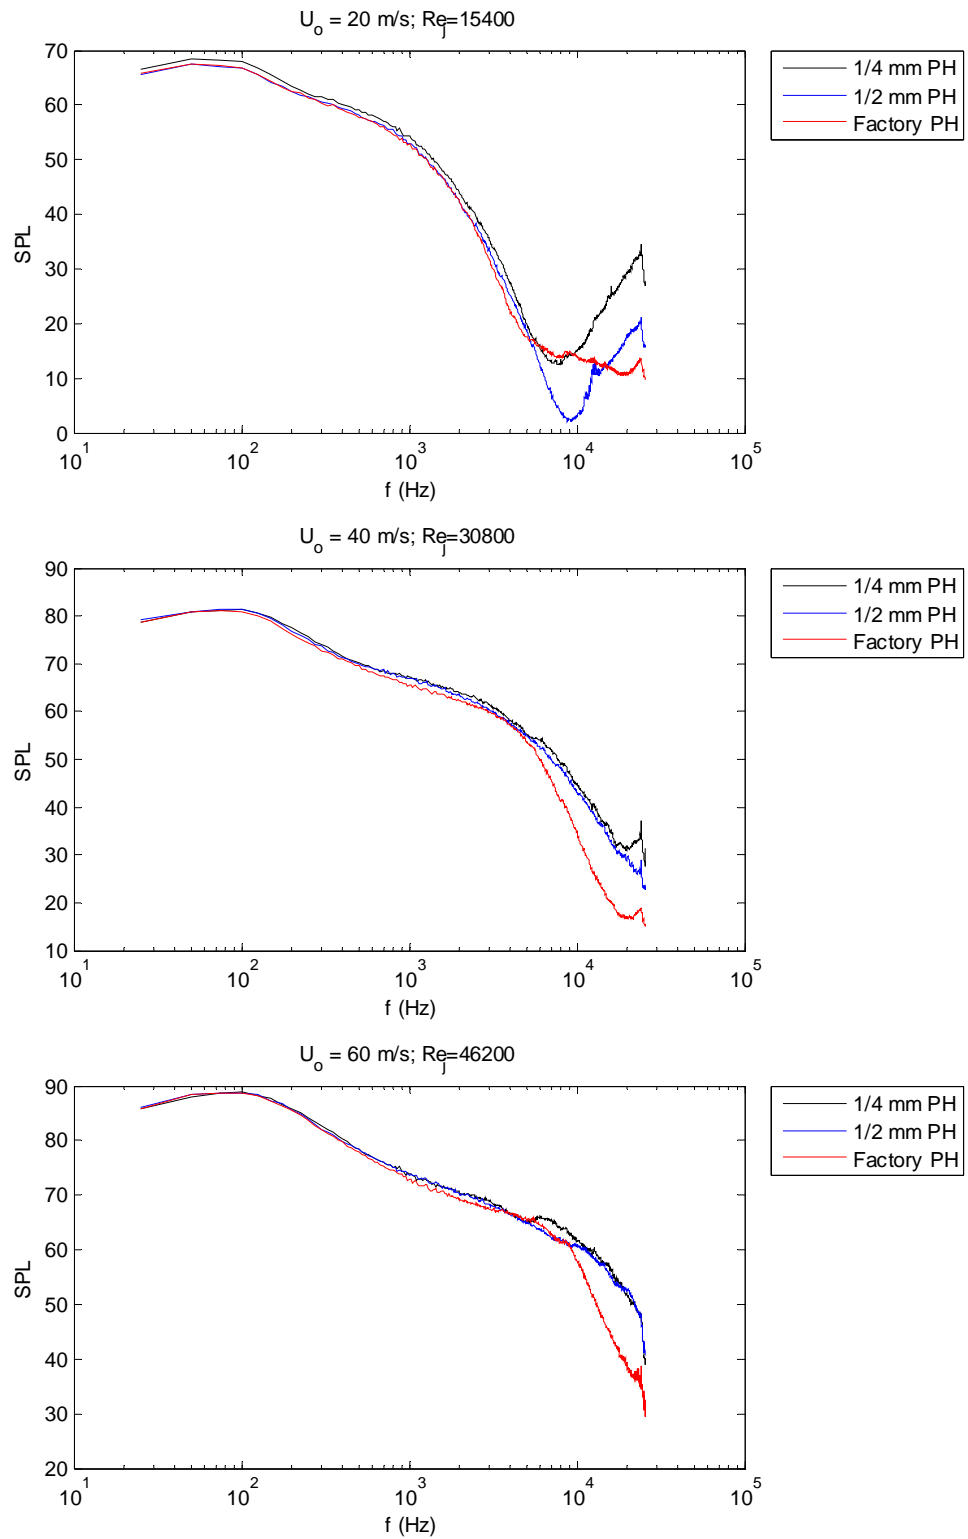 U_o = 20 m/s; Re_j=15400
70
60
50
40
30
20
10
0
SPL
10^1 10^2 10^3 10^4 10^5
f (Hz)
1/4 mm PH
1/2 mm PH
Factory PH
U_o = 40 m/s; Re_j=30800
90
80
70
60
50
40
30
20
10
SPL
10^1 10^2 10^3 10^4 10^5
f (Hz)
1/4 mm PH
1/2 mm PH
Factory PH
U_o = 60 m/s; Re_j=46200
90
80
70
60
50
40
30
20
SPL
10^1 10^2 10^3 10^4 10^5
f (Hz)
1/4 mm PH
1/2 mm PH
Factory PH